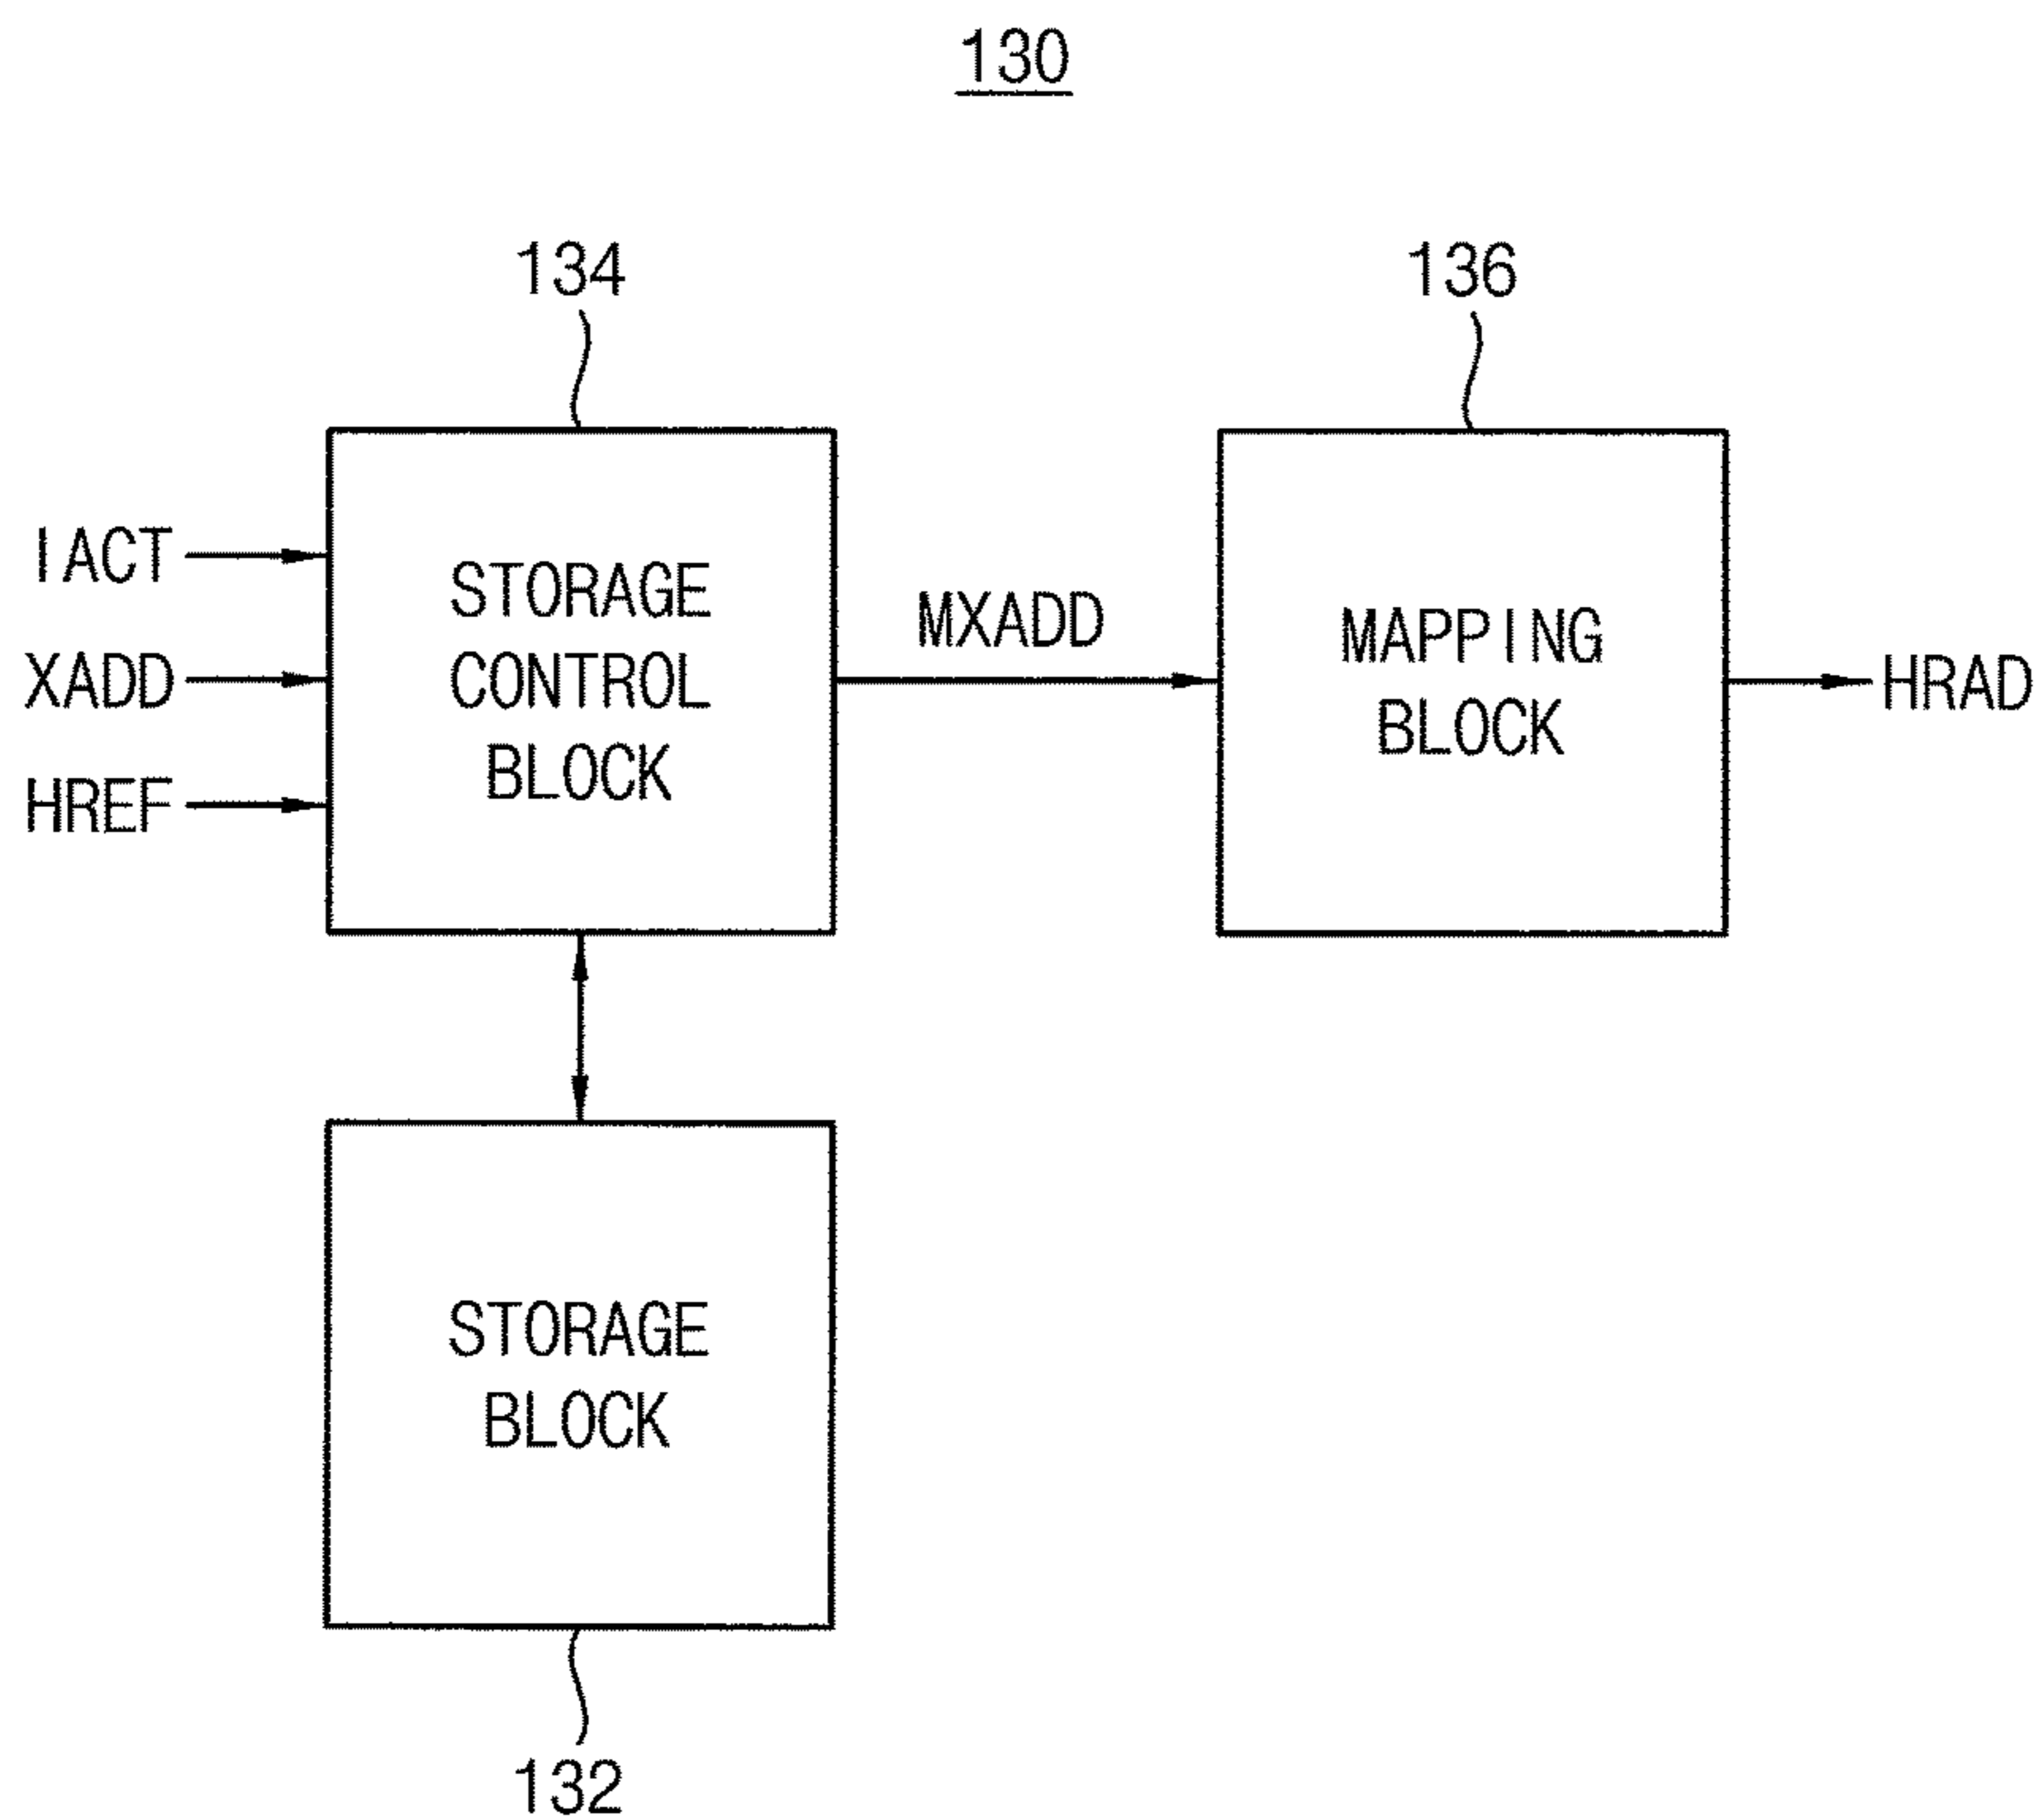 130
134
136
IACT
XADD
HREF
STORAGE
CONTROL
BLOCK
MXADD
MAPPING
BLOCK
HRAD
STORAGE
BLOCK
132